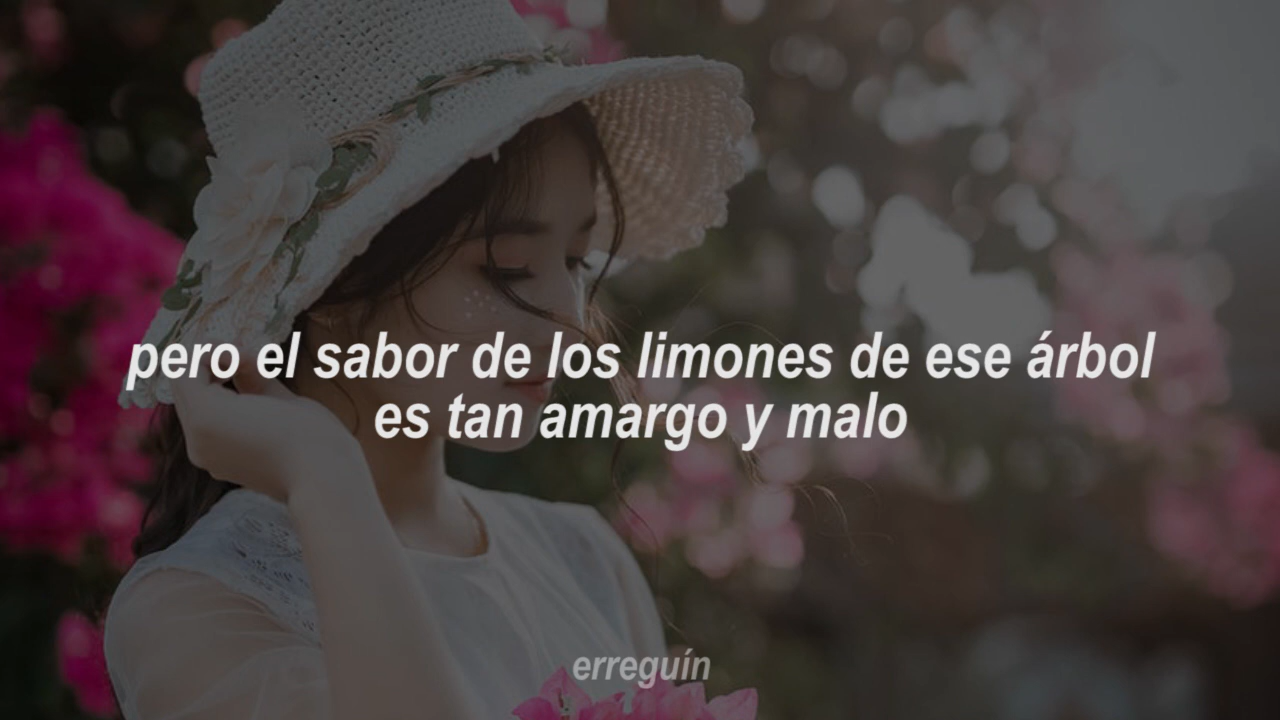 pero el sabor de los limones de ese árbol
es tan amargo y malo
erreguín